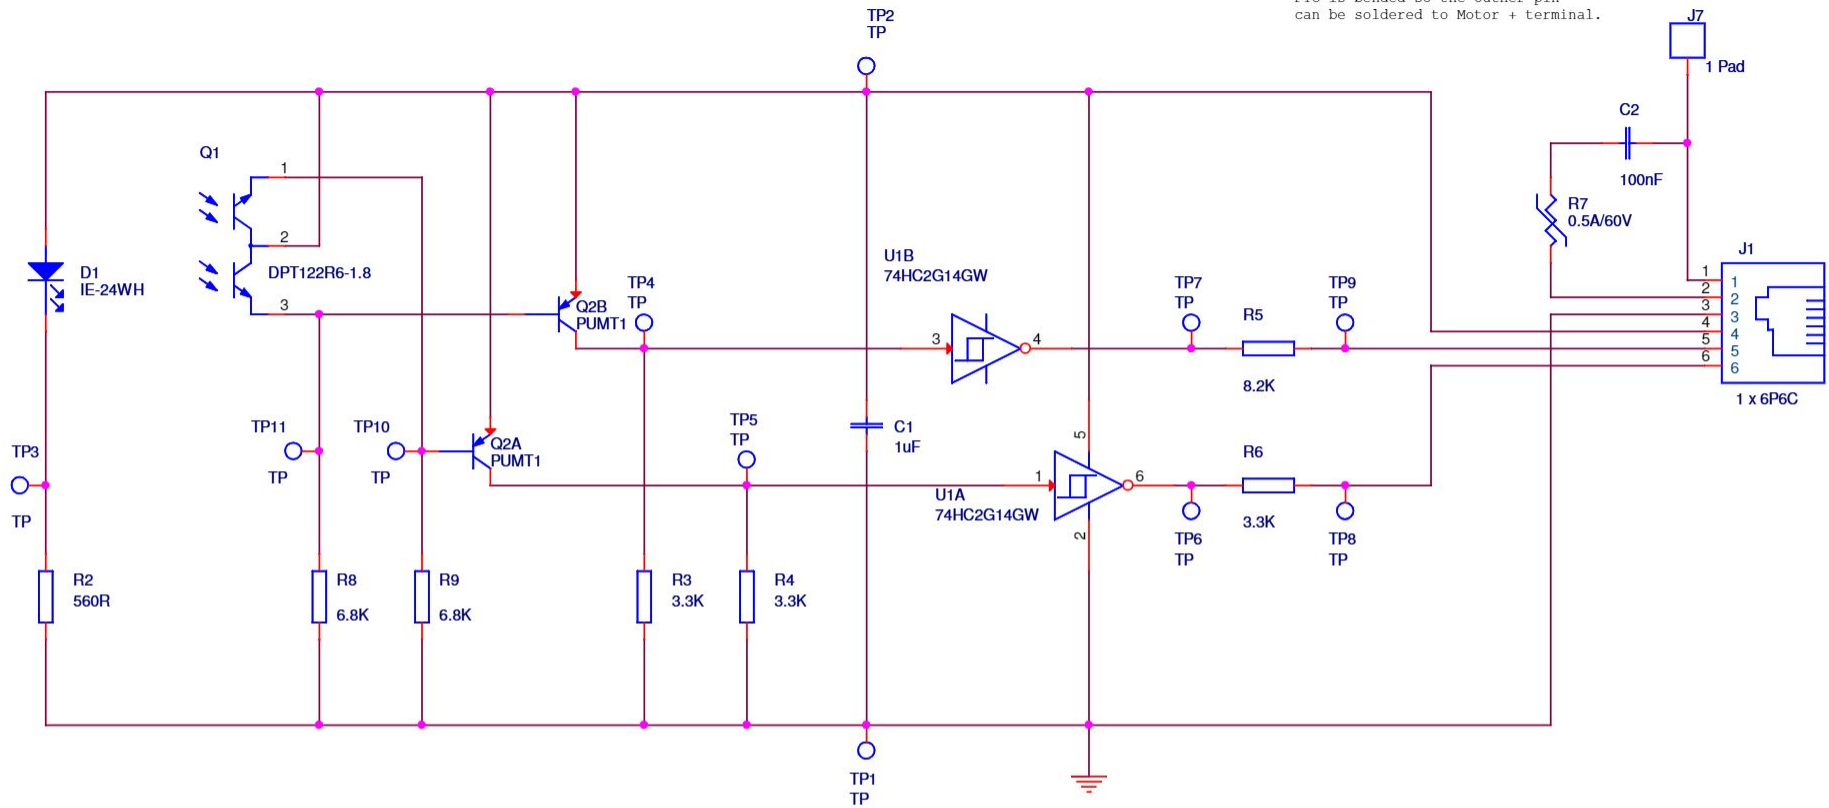 can be soldered to Motor + terminal.
TP2
TP
J7
1 Pad
C2
100nF
Q1
1
2
3
DPT122R6-1.8
R7
0.5A/60V
D1
IE-24WH
U1B
74HC2G14GW
TP4
TP
Q2B
PUMT1
3
4
TP7
TP
R5
8.2K
TP9
TP
J1
1
2
3
4
5
6
1
2
3
4
5
6
1 x 6P6C
TP3
TP
TP11
TP
TP10
TP
Q2A
PUMT1
TP5
TP
C1
1uF
5
1
6
2
U1A
74HC2G14GW
R6
3.3K
TP6
TP
TP8
TP
R2
560R
R8
6.8K
R9
6.8K
R3
3.3K
R4
3.3K
TP1
TP